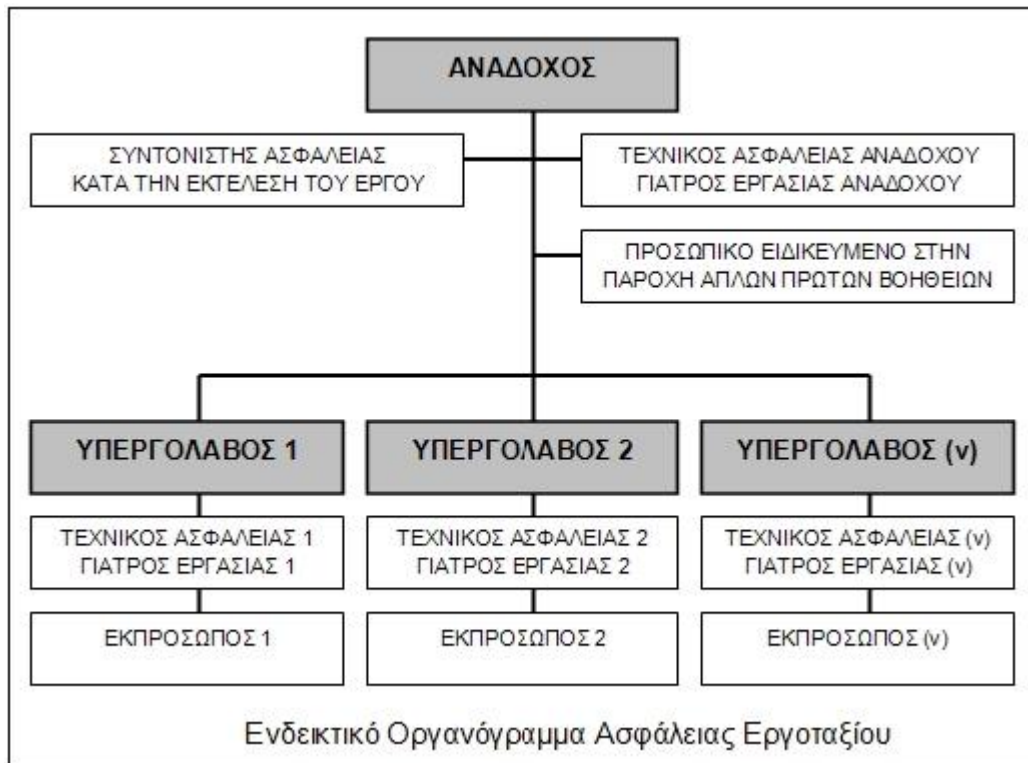 ΑΝΑΔΟΧΟΣ
ΣΥΝΤΟΝΙΣΤΗΣ ΑΣΦΑΛΕΙΑΣ
ΚΑΤΑ ΤΗΝ ΕΚΤΕΛΕΣΗ ΤΟΥ ΕΡΓΟΥ
ΤΕΧΝΙΚΟΣ ΑΣΦΑΛΕΙΑΣ ΑΝΑΔΟΧΟΥ
ΓΙΑΤΡΟΣ ΕΡΓΑΣΙΑΣ ΑΝΑΔΟΧΟΥ
ΠΡΟΣΩΠΙΚΟ ΕΙΔΙΚΕΥΜΕΝΟ ΣΤΗΝ
ΠΑΡΟΧΗ ΑΠΛΩΝ ΠΡΩΤΩΝ ΒΟΗΘΕΙΩΝ
ΥΠΕΡΓΟΛΑΒΟΣ 1
ΤΕΧΝΙΚΟΣ ΑΣΦΑΛΕΙΑΣ 1
ΓΙΑΤΡΟΣ ΕΡΓΑΣΙΑΣ 1
ΕΚΠΡΟΣΩΠΟΣ 1
ΥΠΕΡΓΟΛΑΒΟΣ 2
ΤΕΧΝΙΚΟΣ ΑΣΦΑΛΕΙΑΣ 2
ΓΙΑΤΡΟΣ ΕΡΓΑΣΙΑΣ 2
ΕΚΠΡΟΣΩΠΟΣ 2
ΥΠΕΡΓΟΛΑΒΟΣ (ν)
ΤΕΧΝΙΚΟΣ ΑΣΦΑΛΕΙΑΣ (ν)
ΓΙΑΤΡΟΣ ΕΡΓΑΣΙΑΣ (ν)
ΕΚΠΡΟΣΩΠΟΣ (ν)
Ενδεικτικό Οργανόγραμμα Ασφάλειας Εργοταξίου